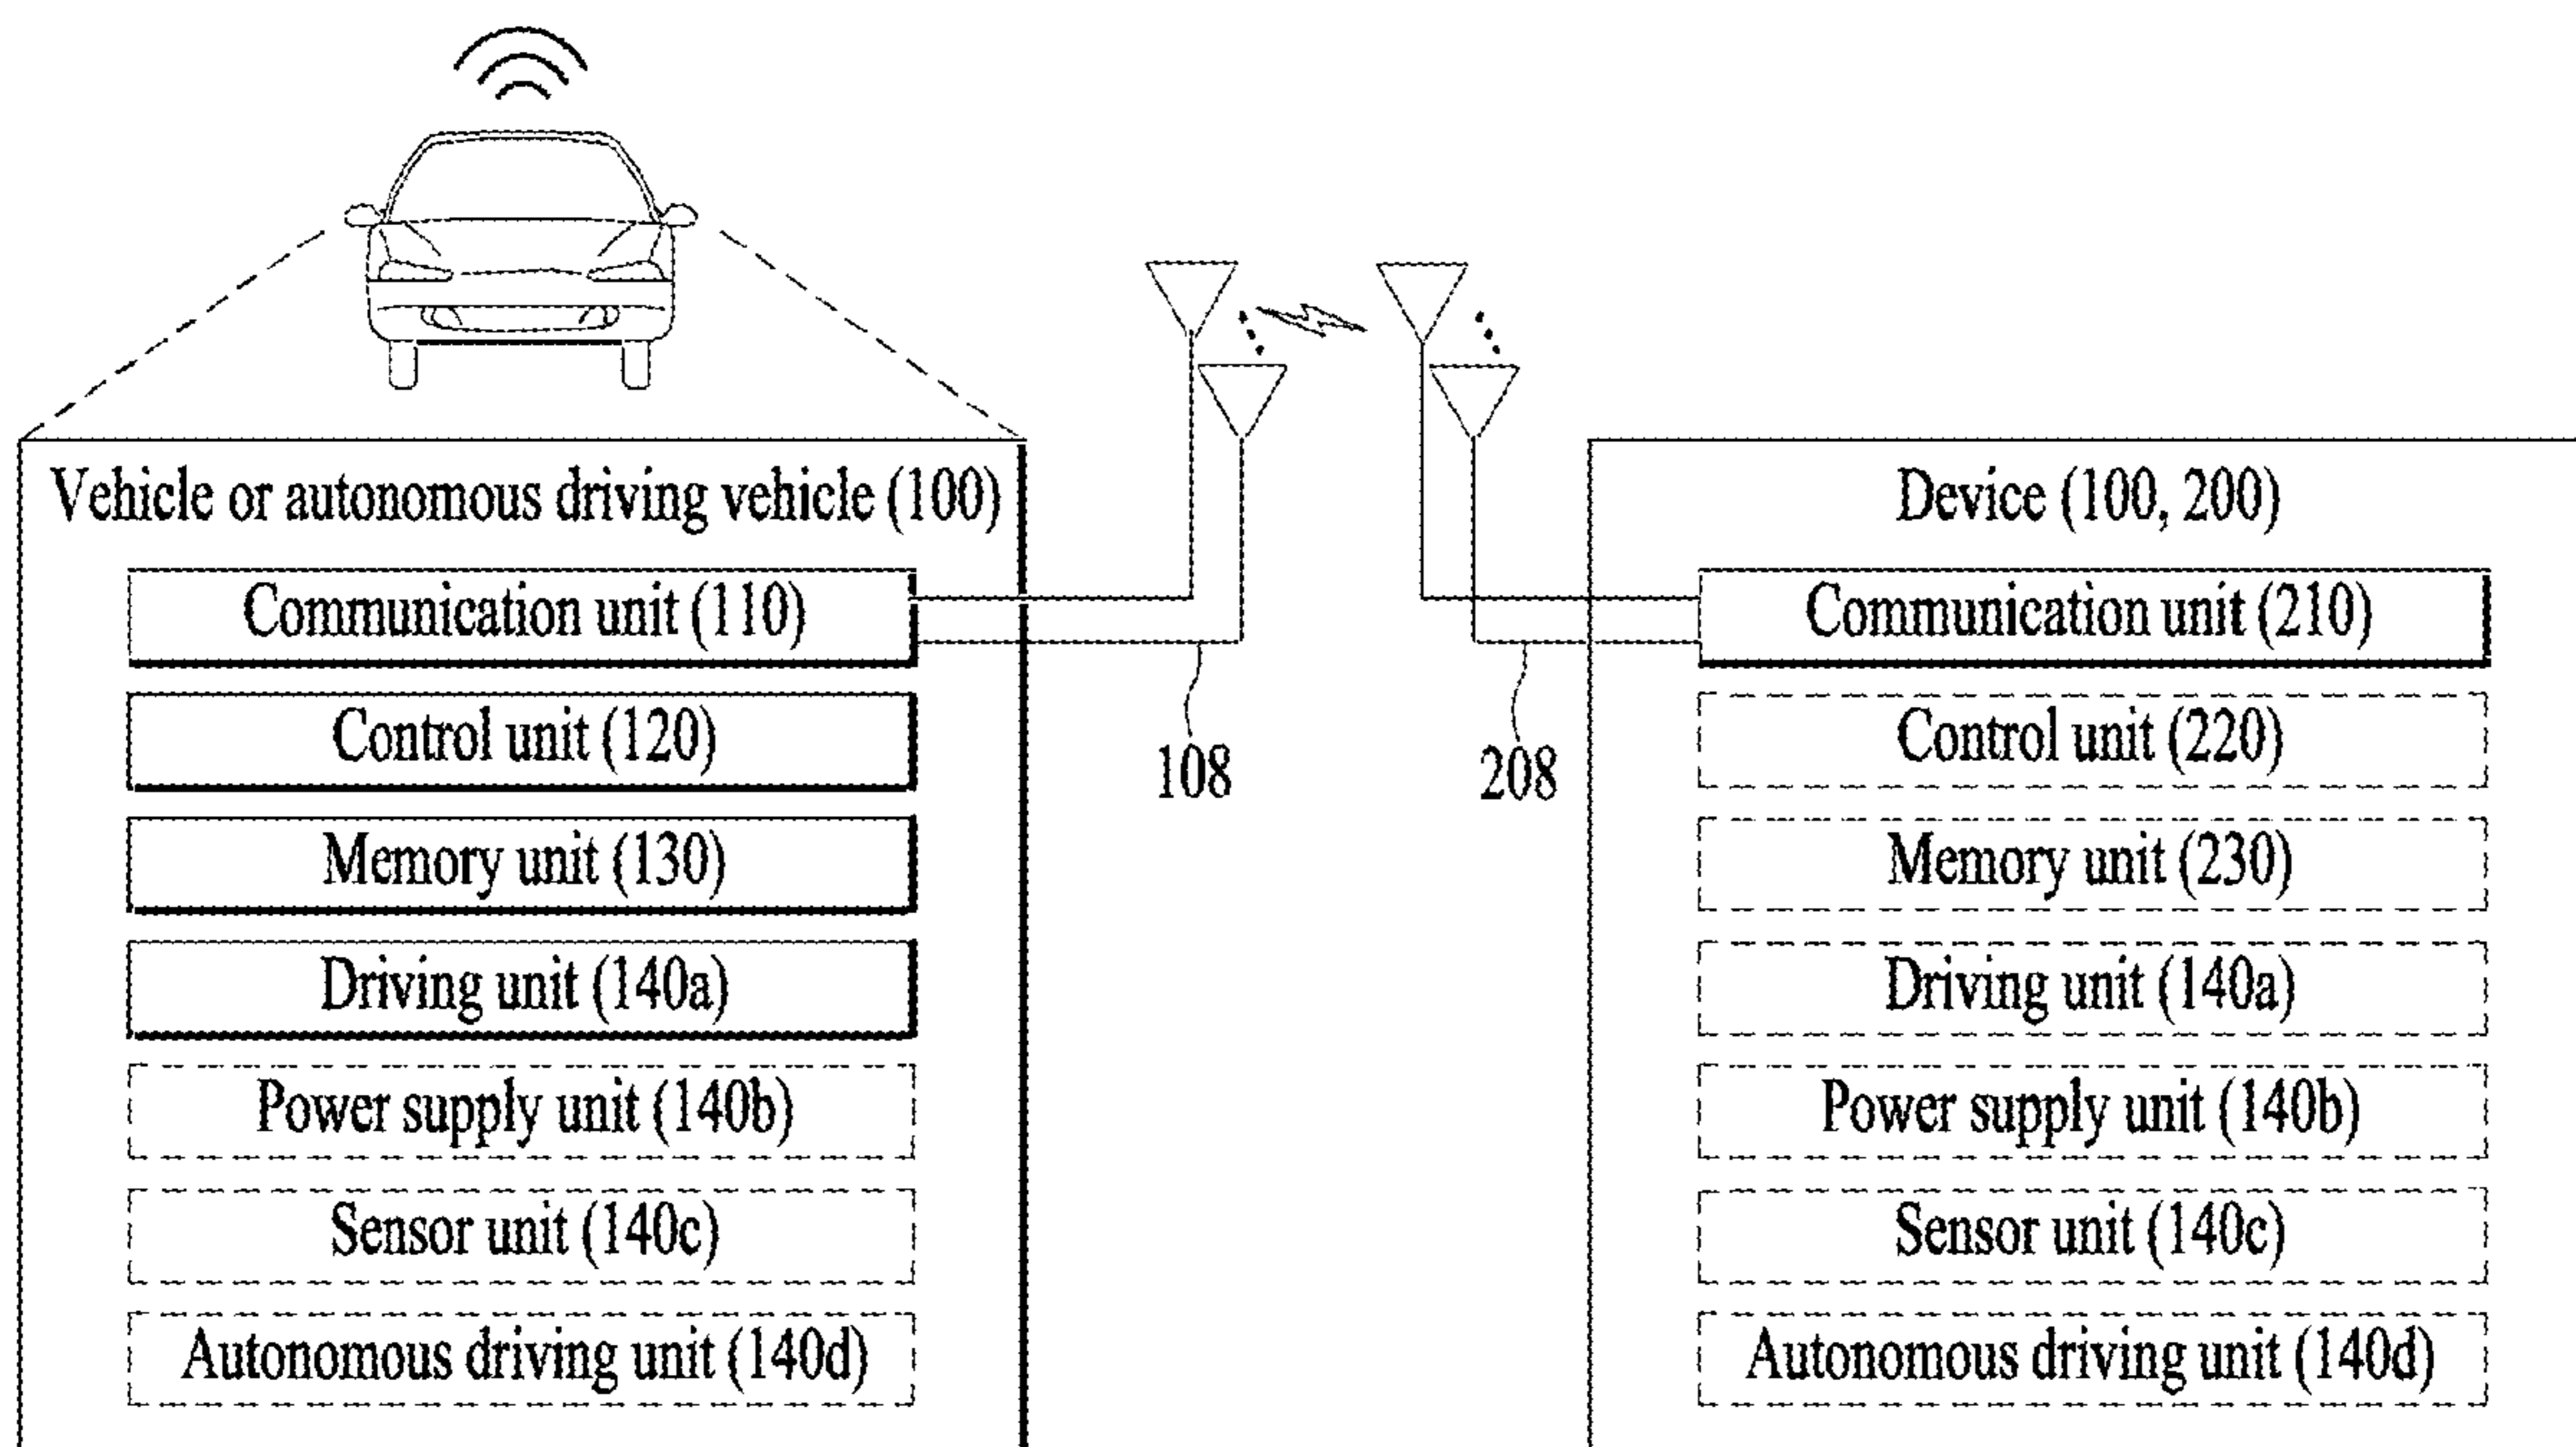 Vehicle or autonomous driving vehicle (100)
Communication unit (110)
Control unit (120)
Memory unit (130)
Driving unit (140a)
Power supply unit (140b)
Sensor unit (140c)
Autonomous driving unit (140d)
108
208
Device (100, 200)
Communication unit (210)
Control unit (220)
Memory unit (230)
Driving unit (140a)
Power supply unit (140b)
Sensor unit (140c)
Autonomous driving unit (140d)